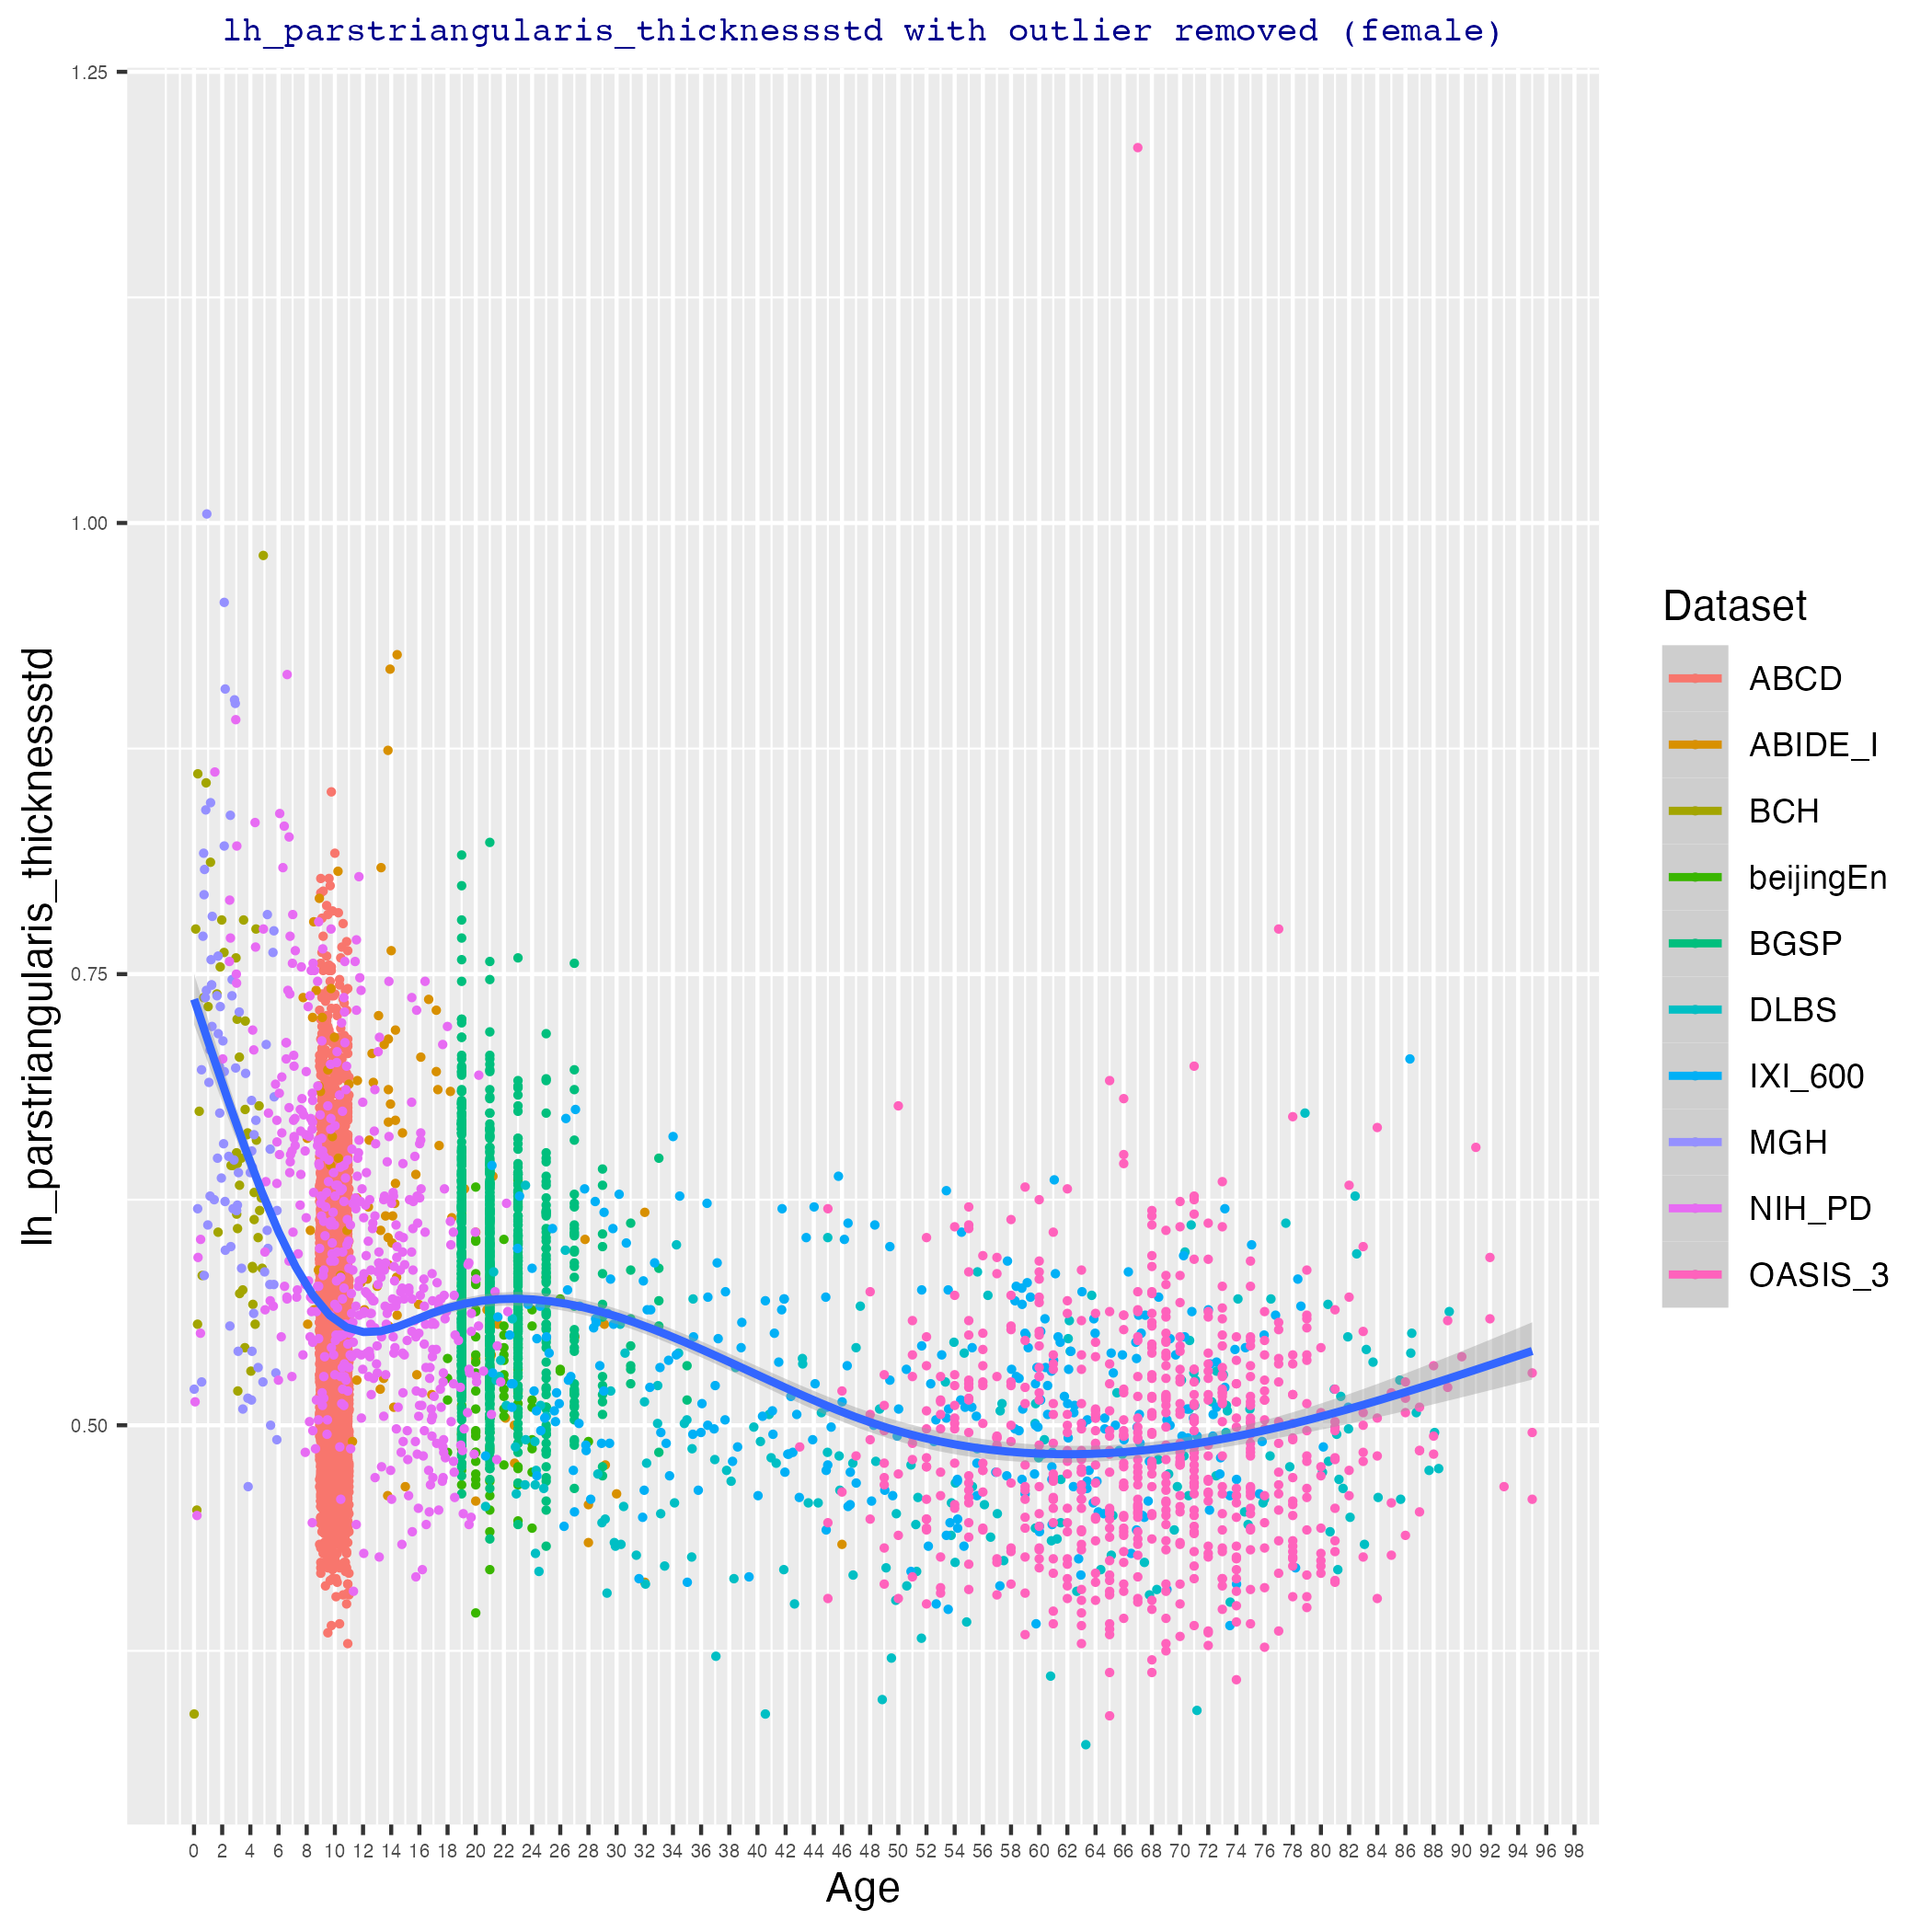 lh_parstriangularis_thicknessstd with outlier removed (female)
lh_parstriangularis_thicknessstd
1.25
1.00
0.75
0.50
0 2 4 6 8 10 12 14 16 18 20 22 24 26 28 30 32 34 36 38 40 42 44 46 48 50 52 54 56 58 60 62 64 66 68 70 72 74 76 78 80 82 84 86 88 90 92 94 96 98
Age
Dataset
ABCD
ABIDE_I
BCH
beijingEn
BGSP
DLBS
IXI_600
MGH
NIH_PD
OASIS_3